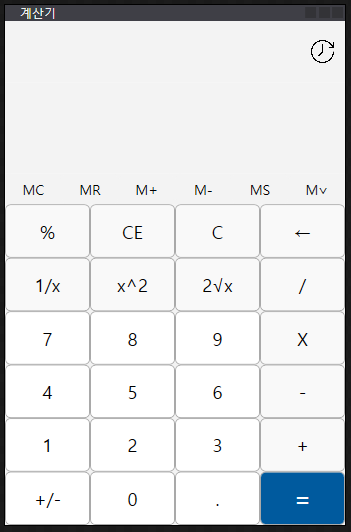 계산기
MC MR M+ M- MS M˅
% CE C ←
1/x x^2 2√x /
7 8 9 X
4 5 6 -
1 2 3 +
+/- 0 . =